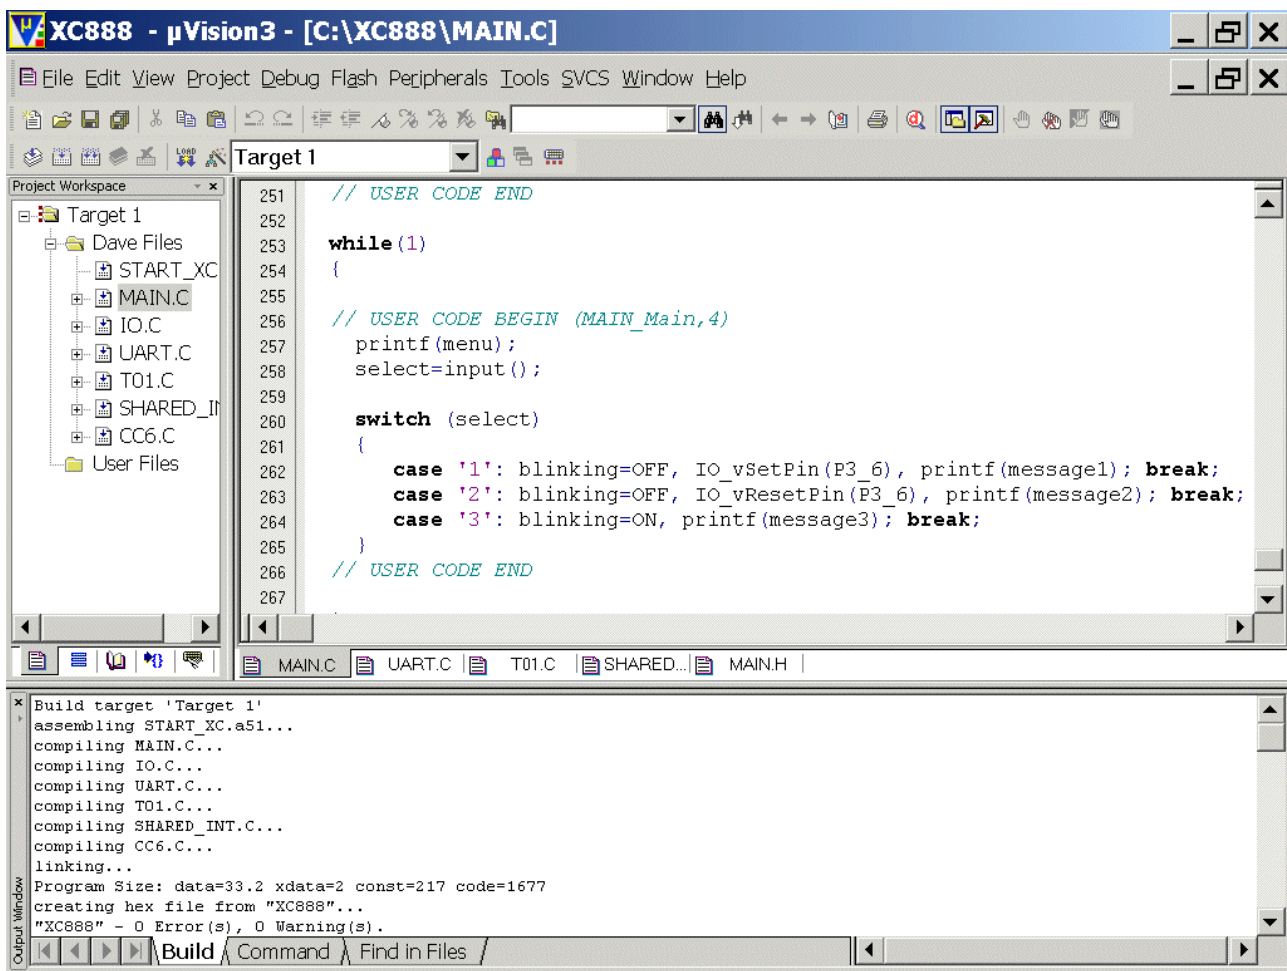 XC888 - µVision3 - [C:\XC888\MAIN.C]
File Edit View Project Debug Flash Peripherals Tools SVCS Window Help
LOAD Target 1
Project Workspace
Target 1
Dave Files
START_XC
MAIN.C
IO.C
UART.C
T01.C
SHARED_IN
CC6.C
User Files
251 // USER CODE END
252
253 while(1)
254 {
255
256 // USER CODE BEGIN (MAIN_Main,4)
257 printf(menu);
258 select=input();
259
260 switch (select)
261 {
262 case '1': blinking=OFF, IO_vSetPin(P3_6), printf(message1); break;
263 case '2': blinking=OFF, IO_vResetPin(P3_6), printf(message2); break;
264 case '3': blinking=ON, printf(message3); break;
265 }
266 // USER CODE END
267
MAIN.C UART.C T01.C SHARED... MAIN.H
Build target 'Target 1'
assembling START_XC.a51...
compiling MAIN.C...
compiling IO.C...
compiling UART.C...
compiling T01.C...
compiling SHARED_INT.C...
compiling CC6.C...
linking...
Program Size: data=33.2 xdata=2 const=217 code=1677
creating hex file from "XC888"...
"XC888" - 0 Error(s), 0 Warning(s).
Output Window
Build Command Find in Files